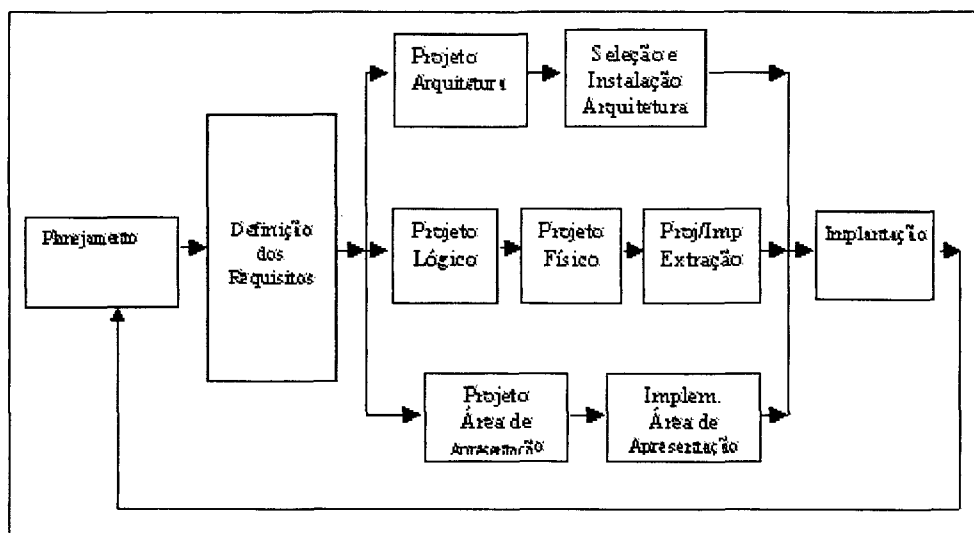 Projeto
Arquitetura
Seleção e
Instalação
Arquitetura
Planejamento
Definição
dos
Requisitos
Projeto
Lógico
Projeto
Físico
Proj/Imp
Extração
Implantação
Projeto
Área de
Apresentação
Implem.
Área de
Apresentação